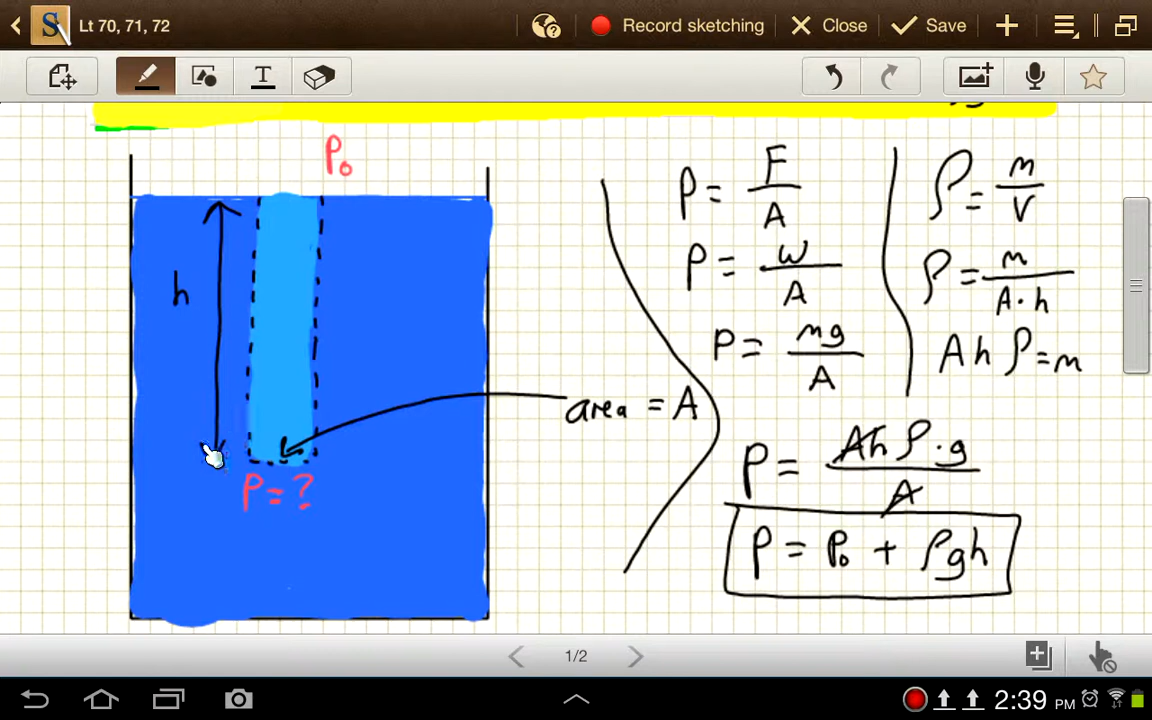 S Lt 70, 71, 72
Record sketching
Close
Save
T
P₀
h
P = ?
area = A
P = F/A
P = w/A
P = mg/A
ρ = m/V
ρ = m/A·h
Ahρ = m
P = Ahρ·g/A
P = P₀ + ρgh
1/2
2:39 PM